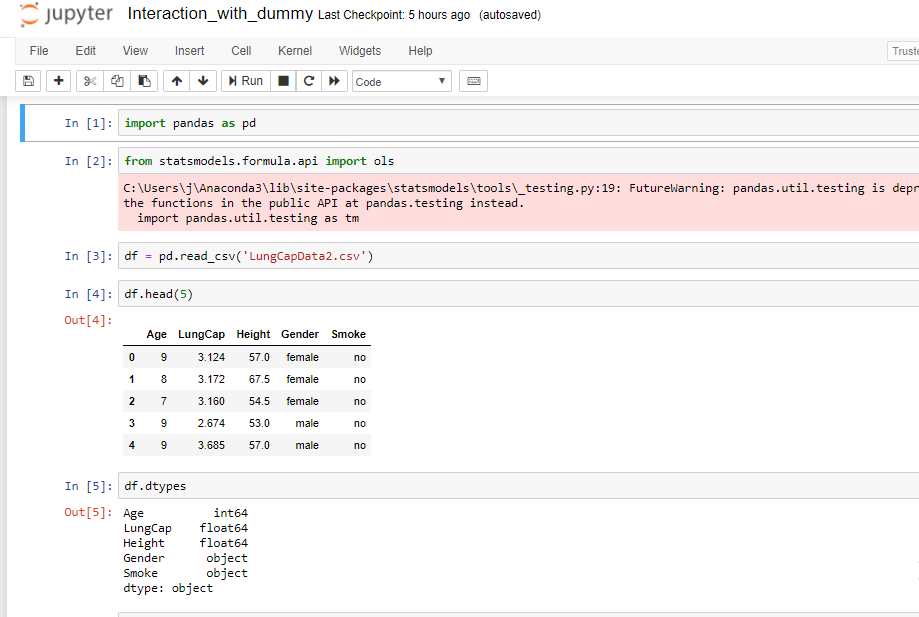 jupyter Interaction_with_dummy Last Checkpoint: 5 hours ago (autosaved)
File Edit View Insert Cell Kernel Widgets Help
Run Code
In [1]: import pandas as pd
In [2]: from statsmodels.formula.api import ols
C:\Users\j\Anaconda3\lib\site-packages\statsmodels\tools\_testing.py:19: FutureWarning: pandas.util.testing is depr
the functions in the public API at pandas.testing instead.
import pandas.util.testing as tm
In [3]: df = pd.read_csv('LungCapData2.csv')
In [4]: df.head(5)
Out[4]:
Age LungCap Height Gender Smoke
0 9 3.124 57.0 female no
1 8 3.172 67.5 female no
2 7 3.160 54.5 female no
3 9 2.674 53.0 male no
4 9 3.685 57.0 male no
In [5]: df.dtypes
Out[5]: Age int64
LungCap float64
Height float64
Gender object
Smoke object
dtype: object